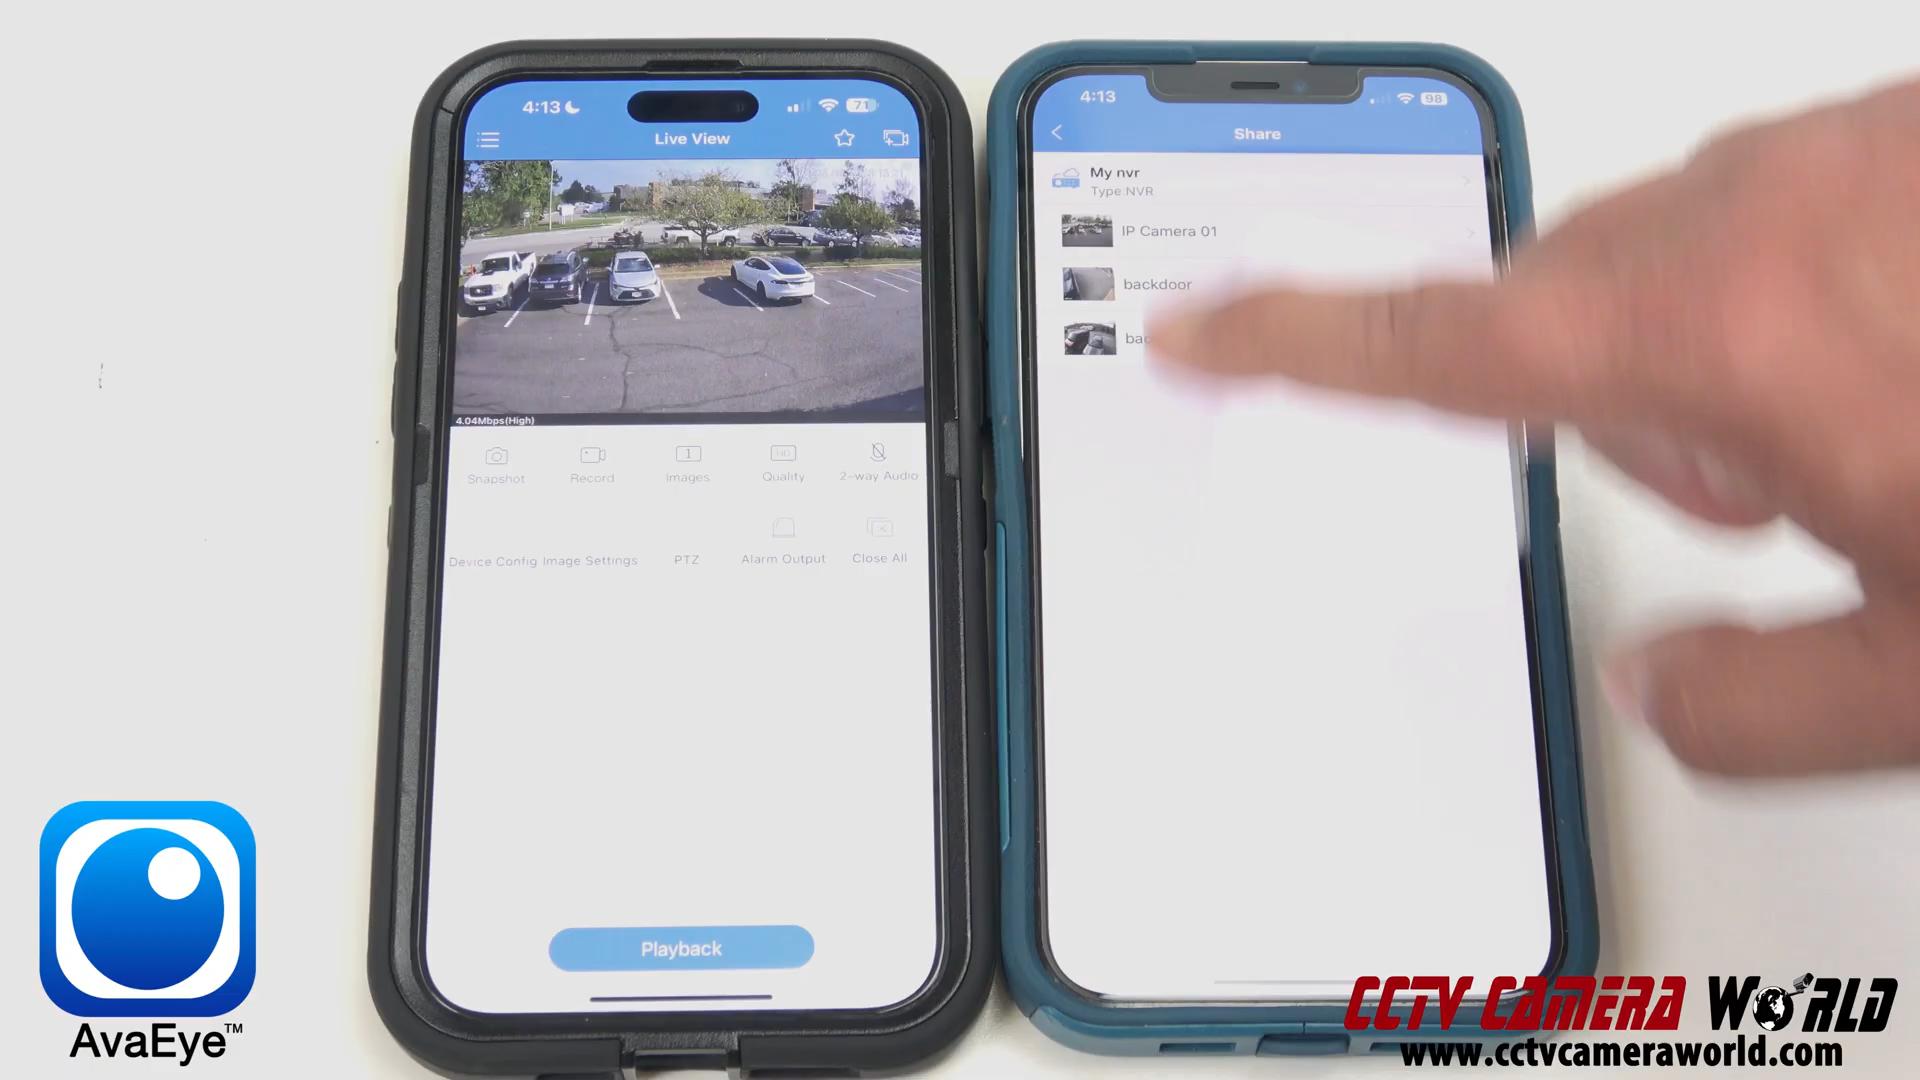 4:13
71
Live View
4.04Mbps(High)
1
HD
Snapshot
Record
Images
Quality
2-way Audio
Device Config
Image Settings
PTZ
Alarm Output
Close All
Playback
4:13
98
Share
My nvr
Type:NVR
IP Camera 01
backdoor
AvaEye™
CCTV CAMERA WORLD
www.cctvcameraworld.com